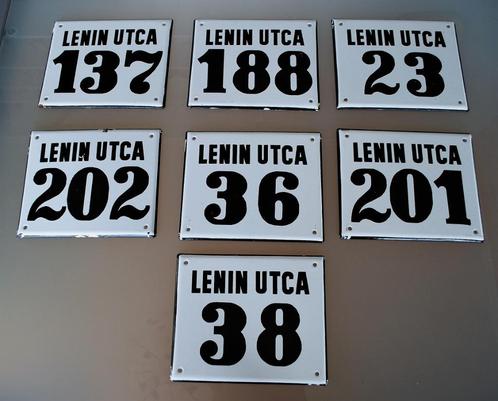 LENIN UTCA
137
LENIN UTCA
188
LENIN UTCA
23
LENIN UTCA
202
LENIN UTCA
36
LENIN UTCA
201
LENIN UTCA
38